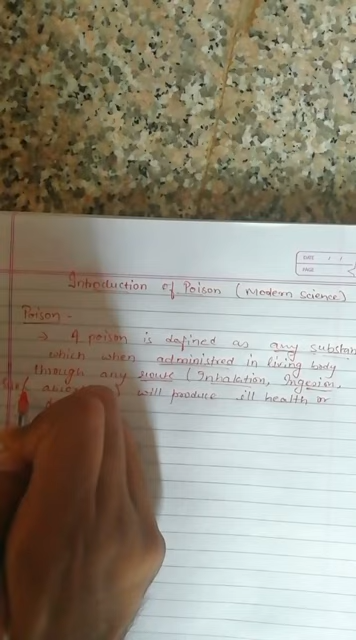 DATE / /
PAGE
Introduction of Poison (Modern Science)
Poison -
→ A poison is defined as any substan
which when administred in living body
through any route (Inhalation, Ingesion,
will produce ill health or